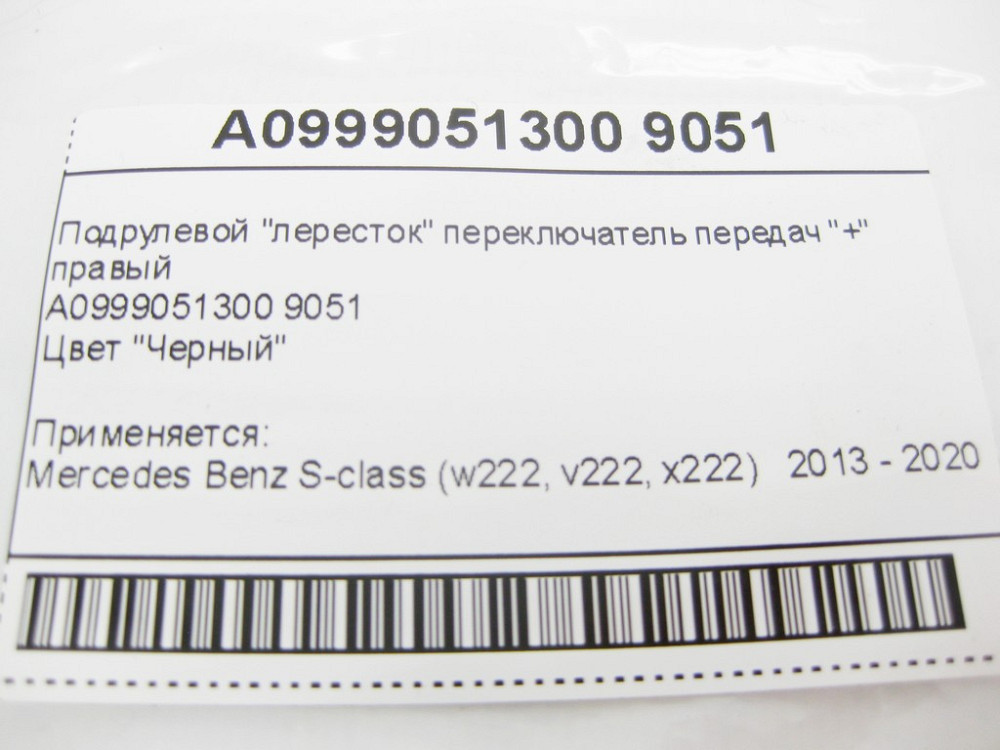 A0999051300 9051
Подрулевой "лересток" переключатель передач "+"
правый
A0999051300 9051
Цвет "Черный"
Применяется:
Mercedes Benz S-class (w222, v222, x222) 2013 - 2020